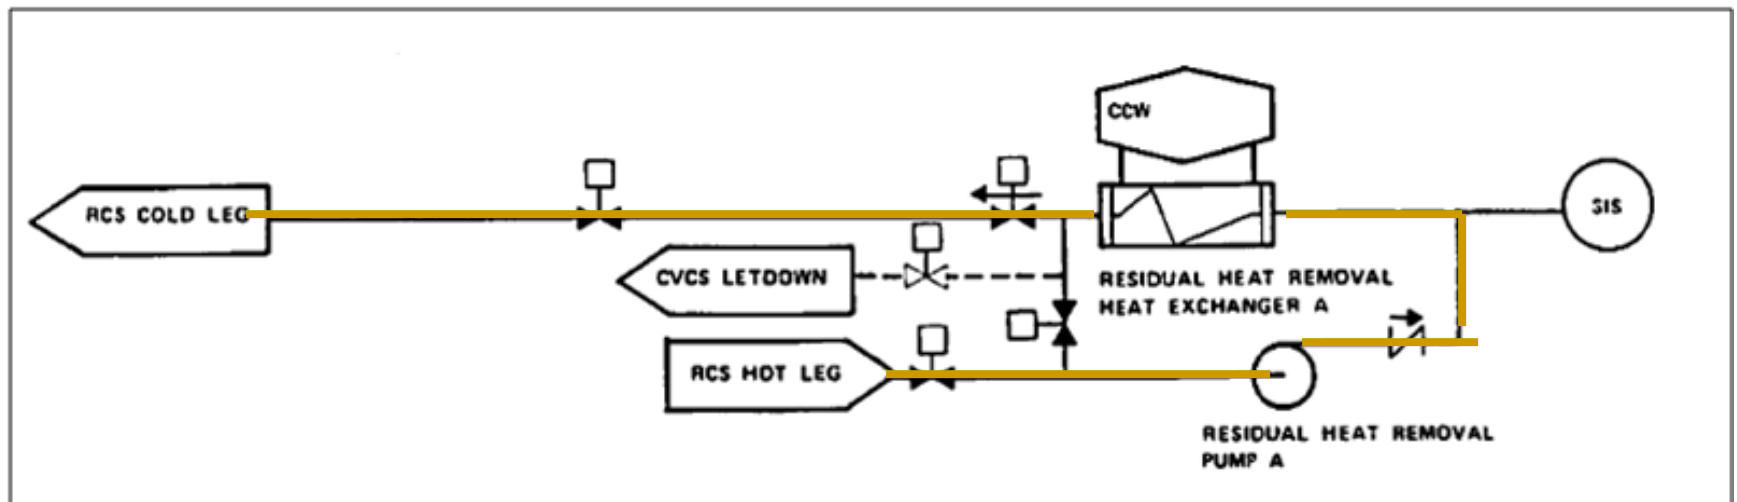 CCW
RCS COLD LEG
SIS
CVCS LETDOWN
RESIDUAL HEAT REMOVAL
HEAT EXCHANGER A
RCS HOT LEG
RESIDUAL HEAT REMOVAL
PUMP A